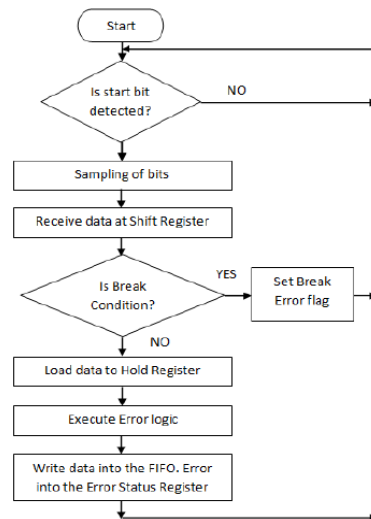 Start
Is start bit
detected?
NO
Sampling of bits
Receive data at Shift Register
Is Break
Condition?
YES
Set Break
Error flag
NO
Load data to Hold Register
Execute Error logic
Write data into the FIFO. Error
into the Error Status Register